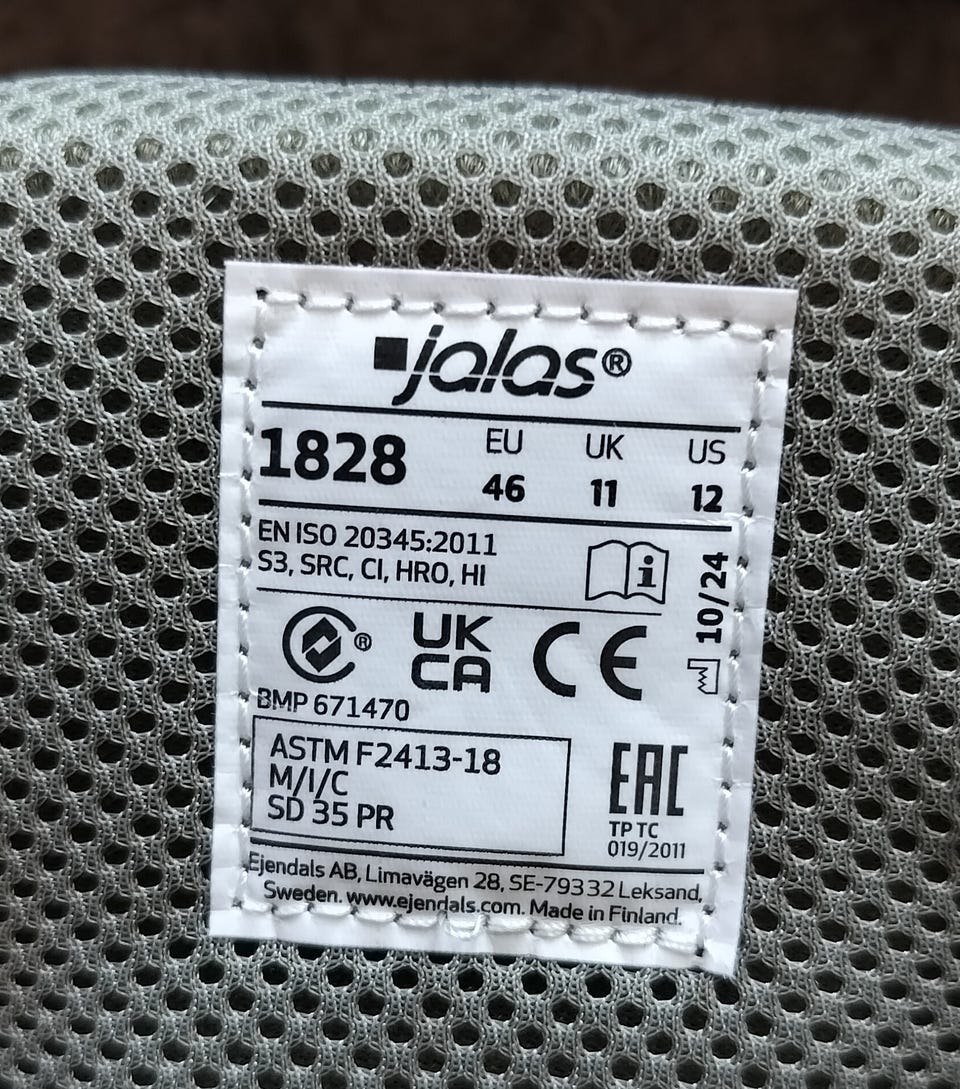 jalas®
1828 EU UK US
46 11 12
EN ISO 20345:2011
S3, SRC, CI, HRO, HI
i
10/24
®
UK
CA
CE
BMP 671470
ASTM F2413-18
M/I/C
SD 35 PR
EAC
TP TC
019/2011
Ejendals AB, Limavägen 28, SE-793 32 Leksand,
Sweden. www.ejendals.com. Made in Finland.